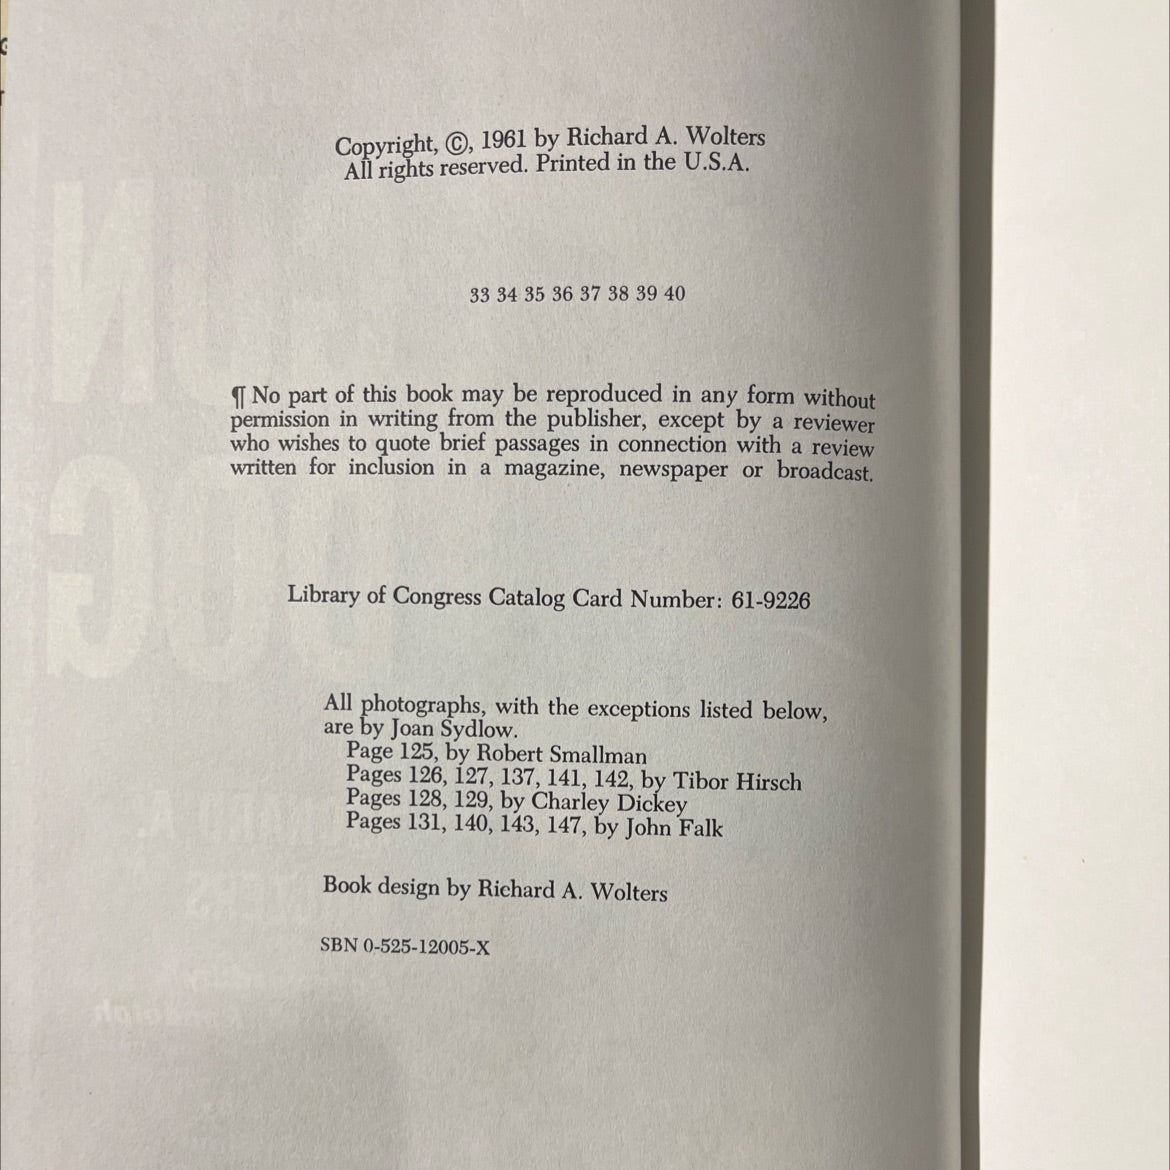 Copyright, ©, 1961 by Richard A. Wolters
All rights reserved. Printed in the U.S.A.
33 34 35 36 37 38 39 40
¶ No part of this book may be reproduced in any form without
permission in writing from the publisher, except by a reviewer
who wishes to quote brief passages in connection with a review
written for inclusion in a magazine, newspaper or broadcast.
Library of Congress Catalog Card Number: 61-9226
All photographs, with the exceptions listed below,
are by Joan Sydlow.
Page 125, by Robert Smallman
Pages 126, 127, 137, 141, 142, by Tibor Hirsch
Pages 128, 129, by Charley Dickey
Pages 131, 140, 143, 147, by John Falk
Book design by Richard A. Wolters
SBN 0-525-12005-X